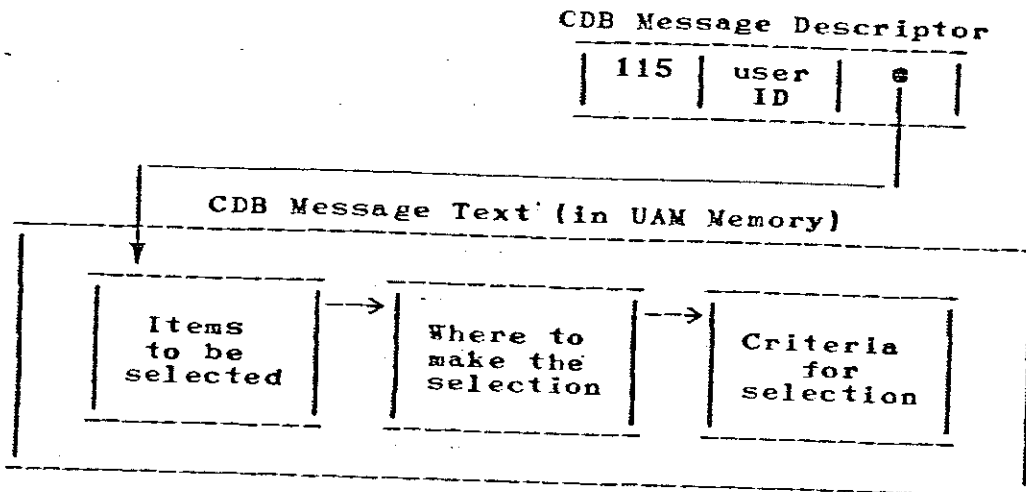 CDB Message Descriptor
115 user
ID
CDB Message Text (in UAM Memory)
Items
to be
selected
Where to
make the
selection
Criteria
for
selection